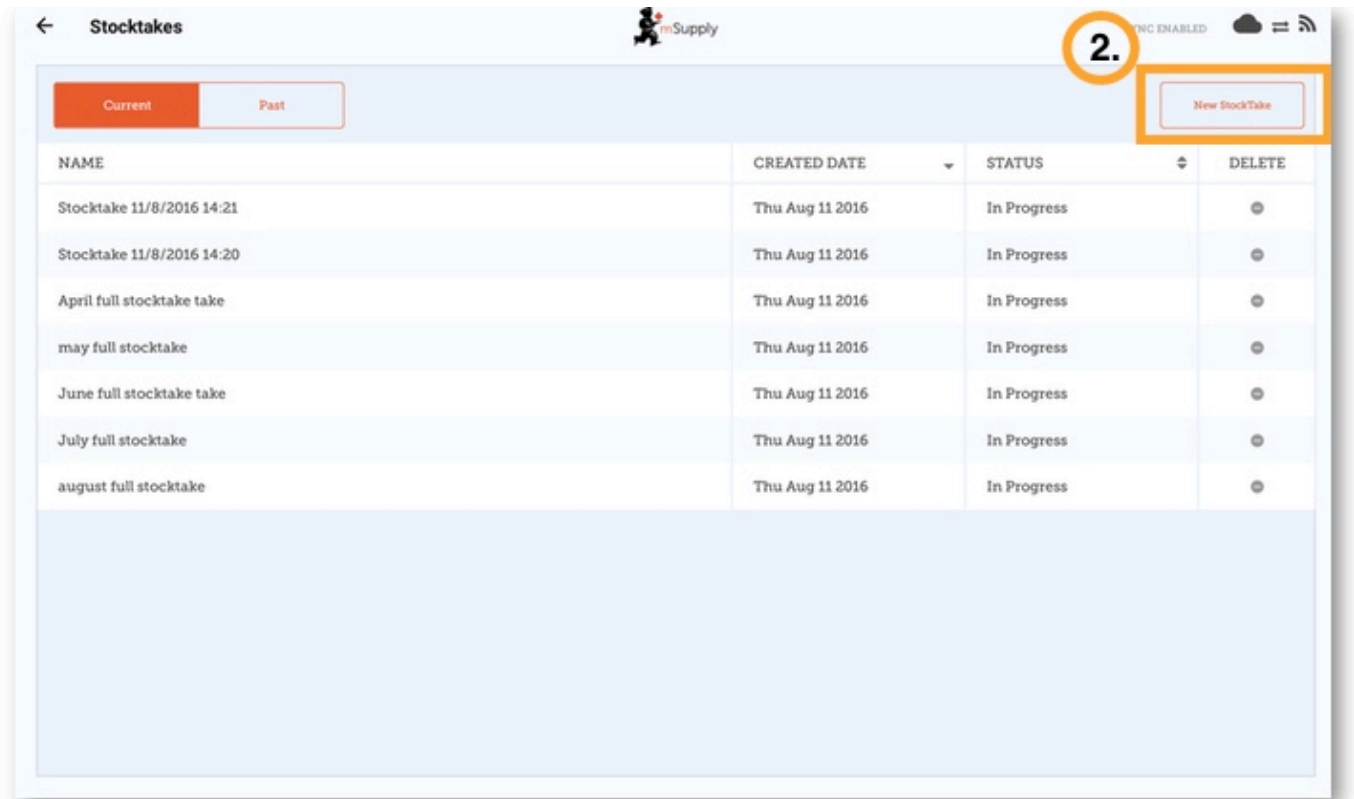 Stocktakes
mSupply
NC ENABLED
2.
Current
Past
New StockTake
NAME CREATED DATE STATUS DELETE
Stocktake 11/8/2016 14:21 Thu Aug 11 2016 In Progress
Stocktake 11/8/2016 14:20 Thu Aug 11 2016 In Progress
April full stocktake take Thu Aug 11 2016 In Progress
may full stocktake Thu Aug 11 2016 In Progress
June full stocktake take Thu Aug 11 2016 In Progress
July full stocktake Thu Aug 11 2016 In Progress
august full stocktake Thu Aug 11 2016 In Progress